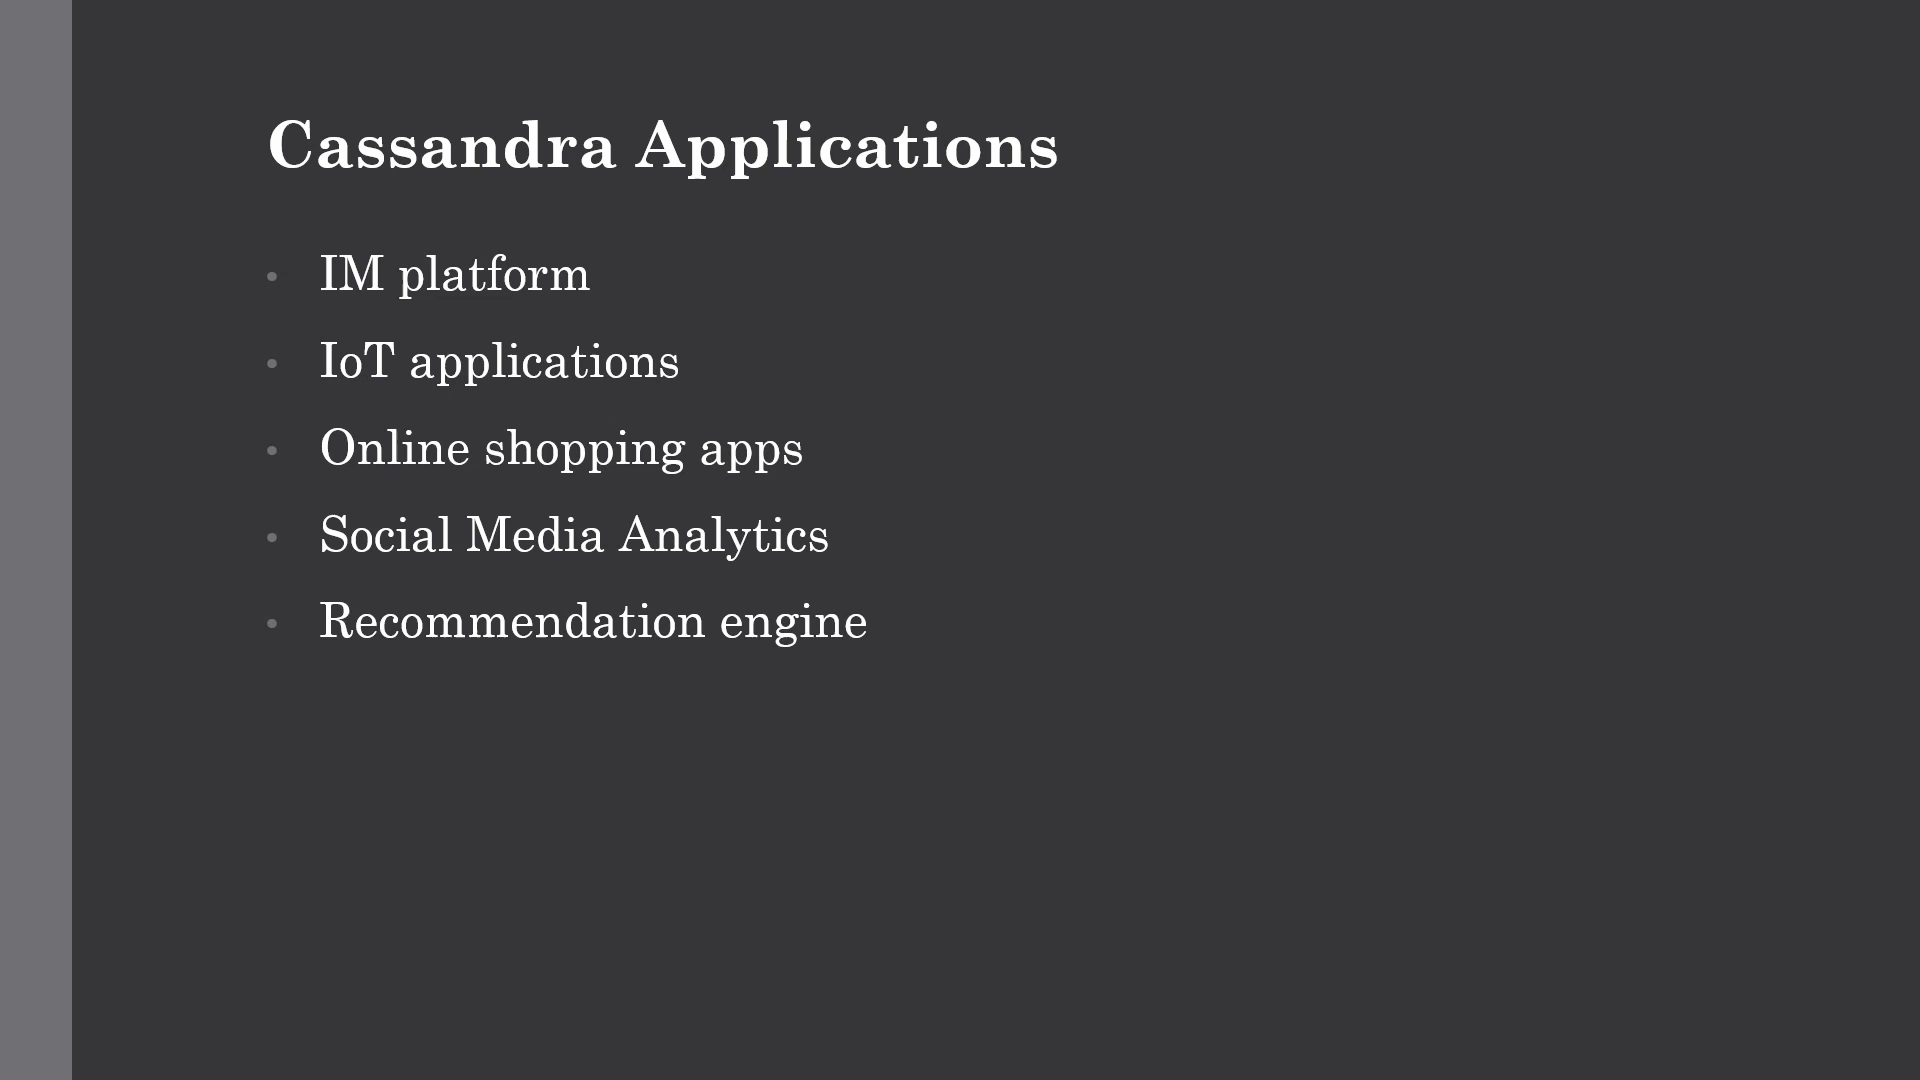 Cassandra Applications
• IM platform
• IoT applications
• Online shopping apps
• Social Media Analytics
• Recommendation engine